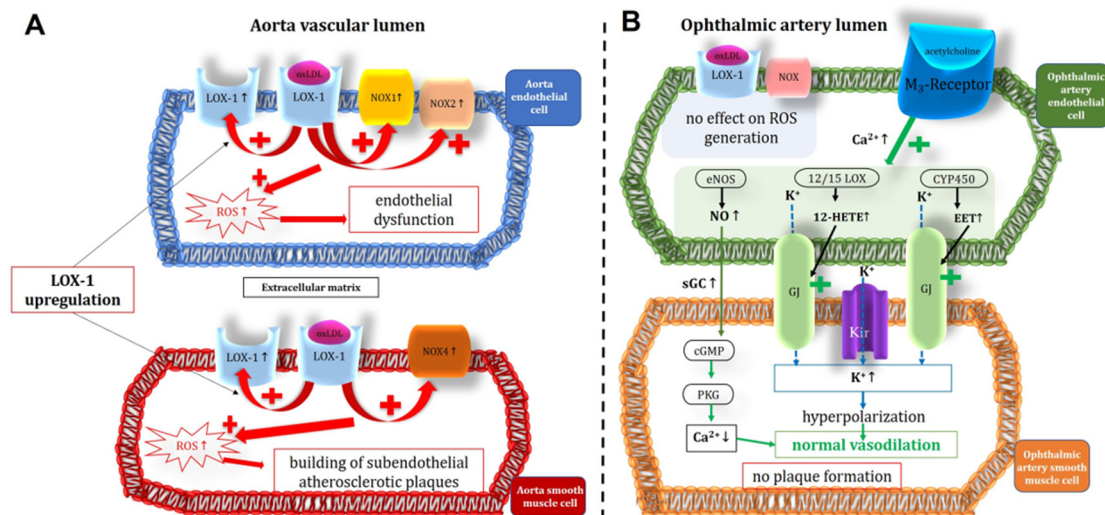 A
Aorta vascular lumen
oxLDL
LOX-1↑
LOX-1
NOX1↑
NOX2↑
Aorta
endothelial
cell
ROS↑
endothelial
dysfunction
LOX-1
upregulation
Extracellular matrix
oxLDL
LOX-1↑
LOX-1
NOX4↑
ROS↑
building of subendothelial
atherosclerotic plaques
Aorta smooth
muscle cell
B
Ophthalmic artery lumen
oxLDL
LOX-1
NOX
acetylcholine
M₃-Receptor
Ophthalmic
artery
endothelial
cell
no effect on ROS
generation
Ca²⁺↑
eNOS
12/15 LOX
CYP450
K⁺
K⁺
NO↑
12-HETE↑
EET↑
sGC↑
GJ
K⁺
GJ
Kir
cGMP
K⁺↑
PKG
hyperpolarization
Ca²⁺↓
normal vasodilation
no plaque formation
Ophthalmic
artery smooth
muscle cell